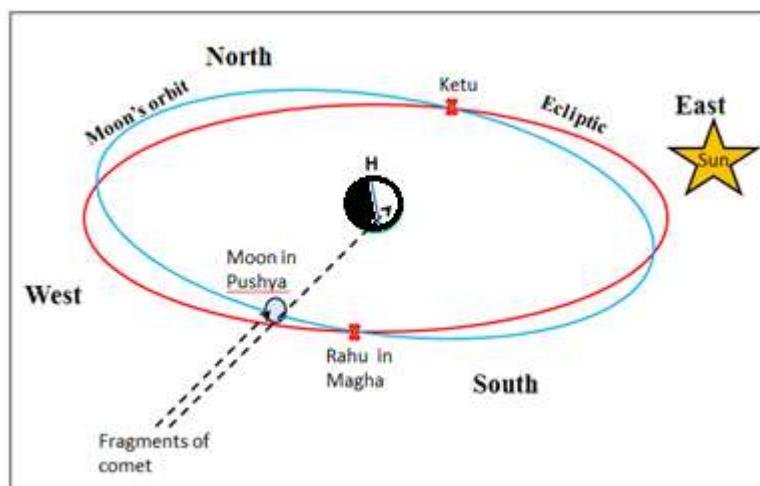 North
Ketu
Moon's orbit
Ecliptic
East
Sun
H
Moon in
Pushya
West
Rahu in
Magha
South
Fragments of
comet